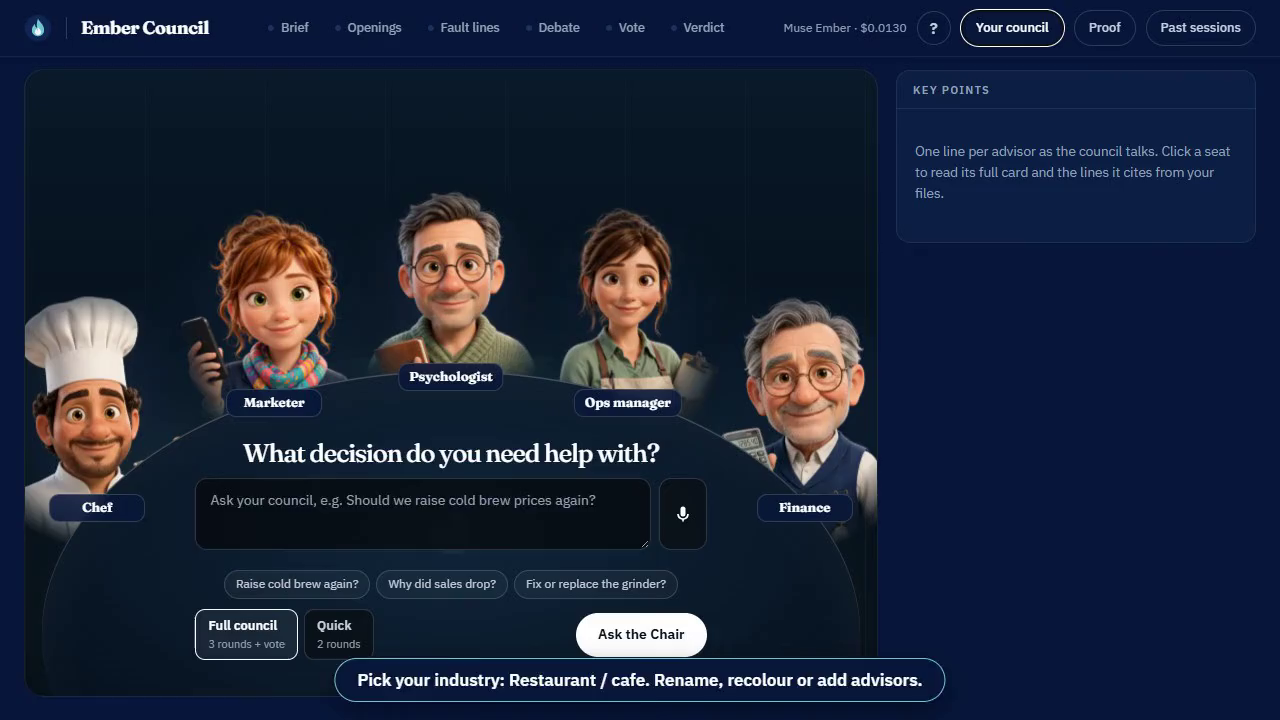 Ember Council
Brief
Openings
Fault lines
Debate
Vote
Verdict
Muse Ember · $0.0130
?
Your council
Proof
Past sessions
KEY POINTS
One line per advisor as the council talks. Click a seat
to read its full card and the lines it cites from your
files.
Psychologist
Marketer
Ops manager
Chef
Finance
What decision do you need help with?
Ask your council, e.g. Should we raise cold brew prices again?
Raise cold brew again?
Why did sales drop?
Fix or replace the grinder?
Full council
3 rounds + vote
Quick
2 rounds
Ask the Chair
Pick your industry: Restaurant / cafe. Rename, recolour or add advisors.